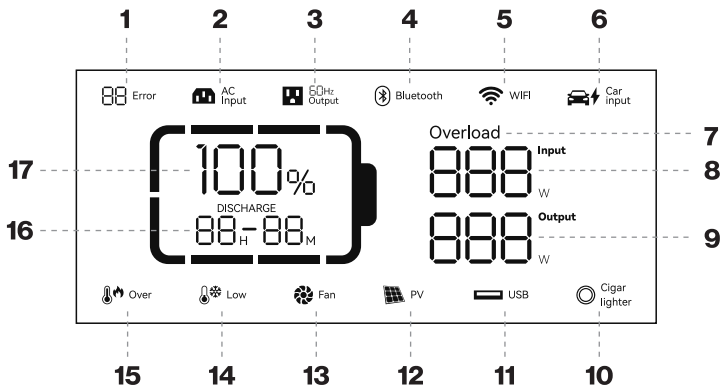 1 2 3 4 5 6
88 Error
AC
Input
60Hz
Output
Bluetooth
WIFI
Car
input
Overload
7
17
100%
888 Input
W
8
DISCHARGE
16
88H-88M
888 Output
W
9
Over
Low
Fan
PV
USB
Cigar
lighter
15 14 13 12 11 10